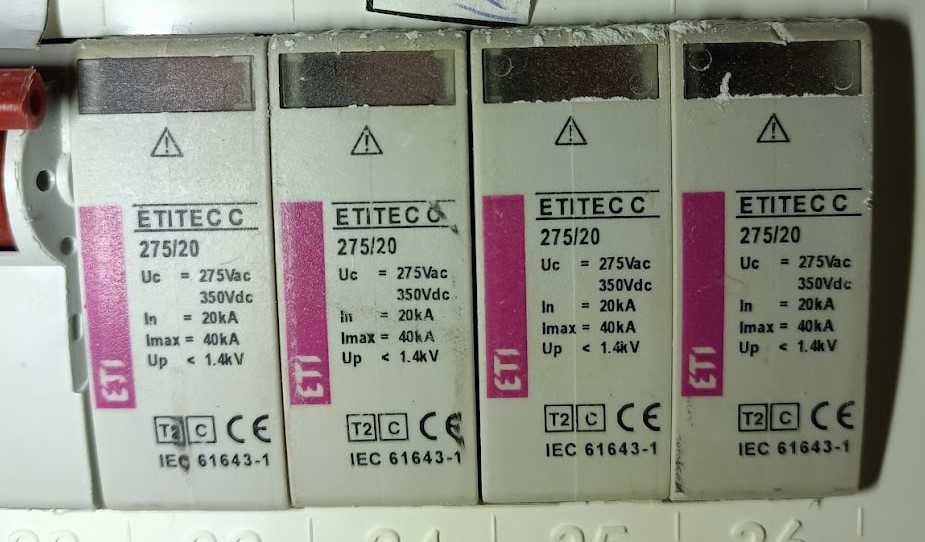 ETITEC C
275/20
Uc = 275Vac
350Vdc
In = 20kA
Imax = 40kA
Up < 1.4kV
ETI
T2 C CE
IEC 61643-1
ETITEC C
275/20
Uc = 275Vac
350Vdc
In = 20kA
Imax = 40kA
Up < 1.4kV
ETI
T2 C CE
IEC 61643-1
ETITEC C
275/20
Uc = 275Vac
350Vdc
In = 20kA
Imax = 40kA
Up < 1.4kV
ETI
T2 C CE
IEC 61643-1
ETITEC C
275/20
Uc = 275Vac
350Vdc
In = 20kA
Imax = 40kA
Up < 1.4kV
ETI
T2 C CE
IEC 61643-1
24
25
26